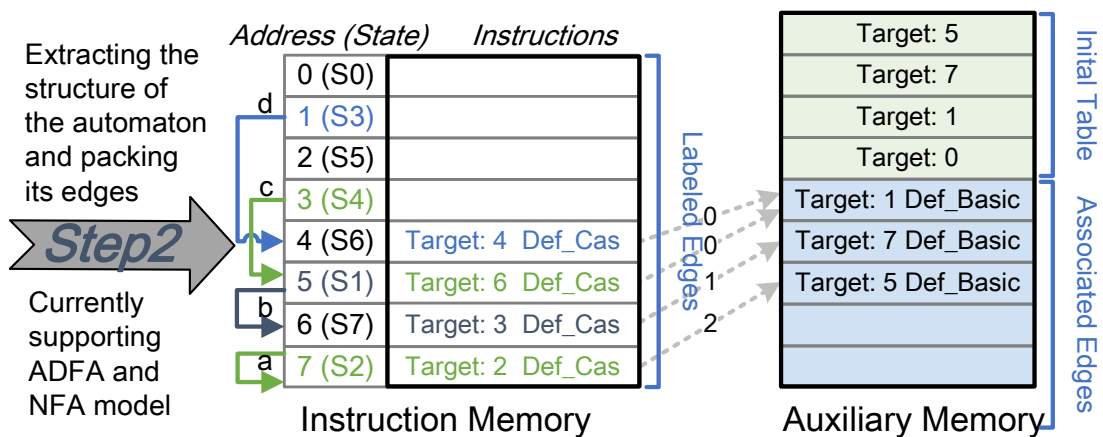 Extracting the
structure of
the automaton
and packing
its edges
Step2
Currently
supporting
ADFA and
NFA model
Address (State) Instructions
0 (S0)
d
1 (S3)
2 (S5)
c
3 (S4)
4 (S6) Target: 4 Def_Cas
5 (S1) Target: 6 Def_Cas
b
6 (S7) Target: 3 Def_Cas
a
7 (S2) Target: 2 Def_Cas
Instruction Memory
Labeled Edges
0
0
1
2
Target: 5
Target: 7
Target: 1
Target: 0
Target: 1 Def_Basic
Target: 7 Def_Basic
Target: 5 Def_Basic
Auxiliary Memory
Inital Table
Associated Edges